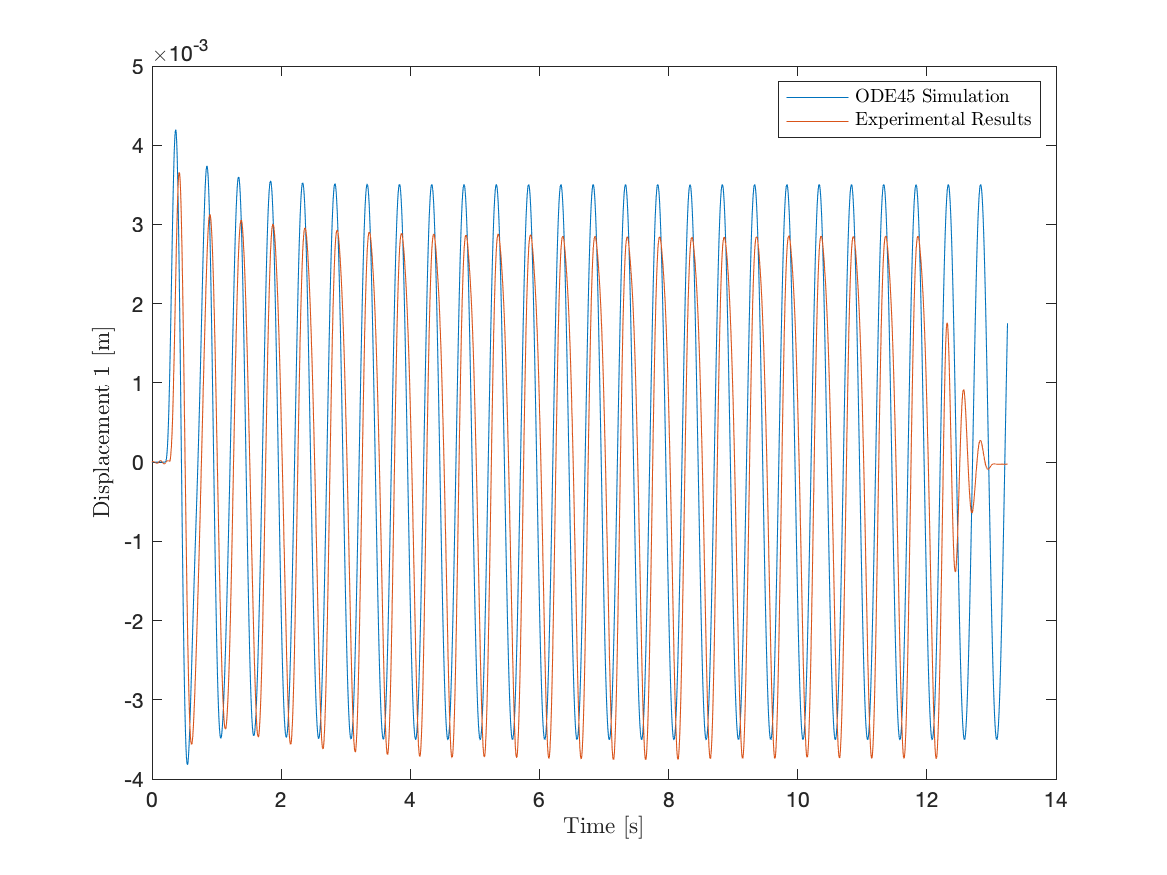 ×10-3
5
4
3
2
1
0
-1
-2
-3
-4
0 2 4 6 8 10 12 14
Time [s]
Displacement 1 [m]
ODE45 Simulation
Experimental Results